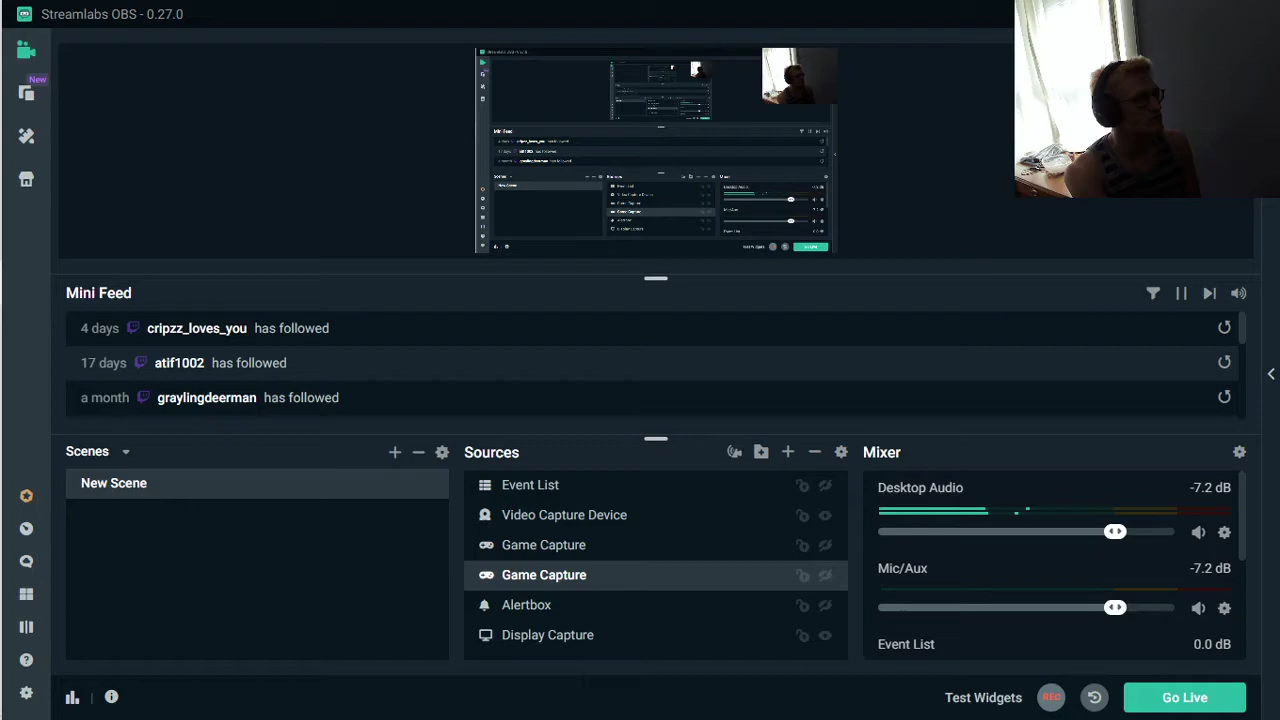 Streamlabs OBS - 0.27.0
New
Mini Feed
4 days cripzz_loves_you has followed
17 days atif1002 has followed
a month graylingdeerman has followed
Scenes
New Scene
Sources
Event List
Video Capture Device
Game Capture
Game Capture
Alertbox
Display Capture
Mixer
Desktop Audio -7.2 dB
Mic/Aux -7.2 dB
Event List 0.0 dB
Test Widgets REC Go Live